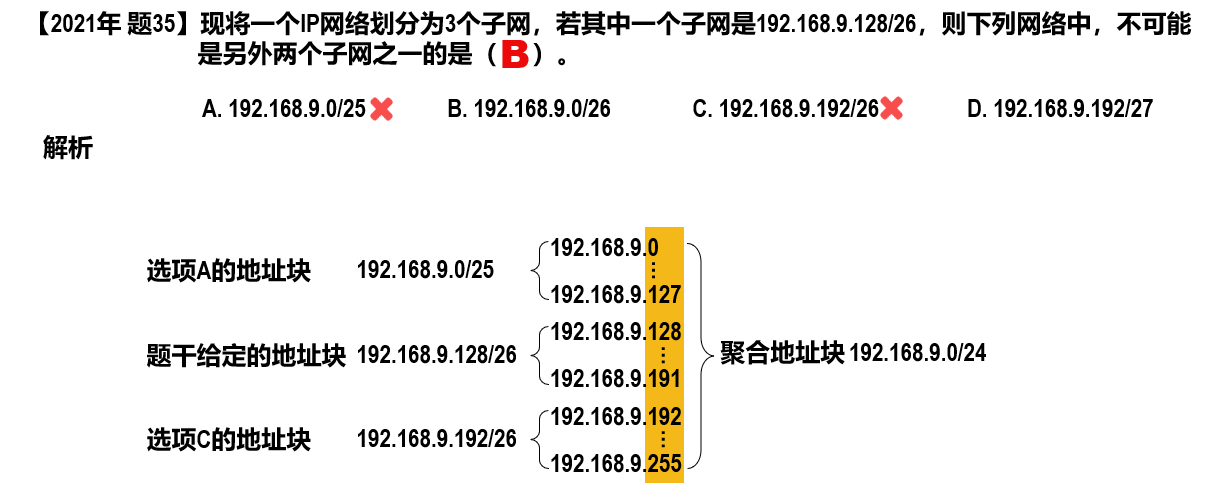 【2021年 题35】现将一个IP网络划分为3个子网，若其中一个子网是192.168.9.128/26，则下列网络中，不可能
是另外两个子网之一的是（B）。
A. 192.168.9.0/25 B. 192.168.9.0/26 C. 192.168.9.192/26 D. 192.168.9.192/27
解析
192.168.9.0
选项A的地址块 192.168.9.0/25
192.168.9.127
192.168.9.128
题干给定的地址块 192.168.9.128/26
聚合地址块 192.168.9.0/24
192.168.9.191
192.168.9.192
选项C的地址块 192.168.9.192/26
192.168.9.255